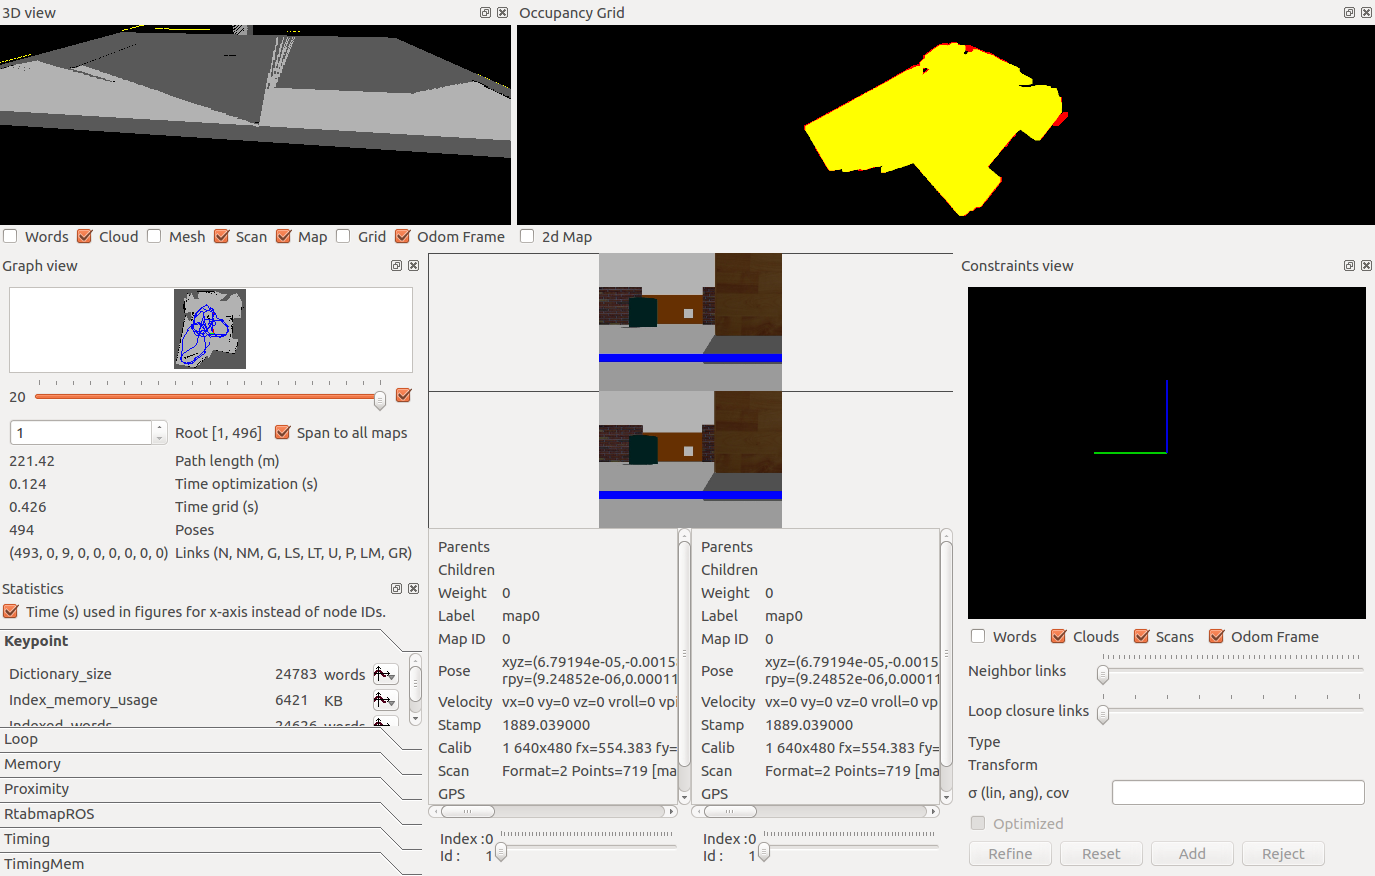 3D view
Occupancy Grid
Words Cloud Mesh Scan Map Grid Odom Frame
2d Map
Graph view
20
1 Root [1, 496] Span to all maps
221.42 Path length (m)
0.124 Time optimization (s)
0.426 Time grid (s)
494 Poses
(493, 0, 9, 0, 0, 0, 0, 0, 0) Links (N, NM, G, LS, LT, U, P, LM, GR)
Statistics
Time (s) used in figures for x-axis instead of node IDs.
Keypoint
Dictionary_size 24783 words
Index_memory_usage 6421 KB
Indexed_words 24626 words
Loop
Memory
Proximity
RtabmapROS
Timing
TimingMem
Parents
Children
Weight 0
Label map0
Map ID 0
Pose xyz=(6.79194e-05,-0.0015
rpy=(9.24852e-06,0.00011
Velocity vx=0 vy=0 vz=0 vroll=0 vpi
Stamp 1889.039000
Calib 1 640x480 fx=554.383 fy=
Scan Format=2 Points=719 [ma
GPS
Index :0
Id : 1
Parents
Children
Weight 0
Label map0
Map ID 0
Pose xyz=(6.79194e-05,-0.0015
rpy=(9.24852e-06,0.00011
Velocity vx=0 vy=0 vz=0 vroll=0 vp
Stamp 1889.039000
Calib 1 640x480 fx=554.383 fy=
Scan Format=2 Points=719 [ma
GPS
Index :0
Id : 1
Constraints view
Words Clouds Scans Odom Frame
Neighbor links
Loop closure links
Type
Transform
σ (lin, ang), cov
Optimized
Refine Reset Add Reject